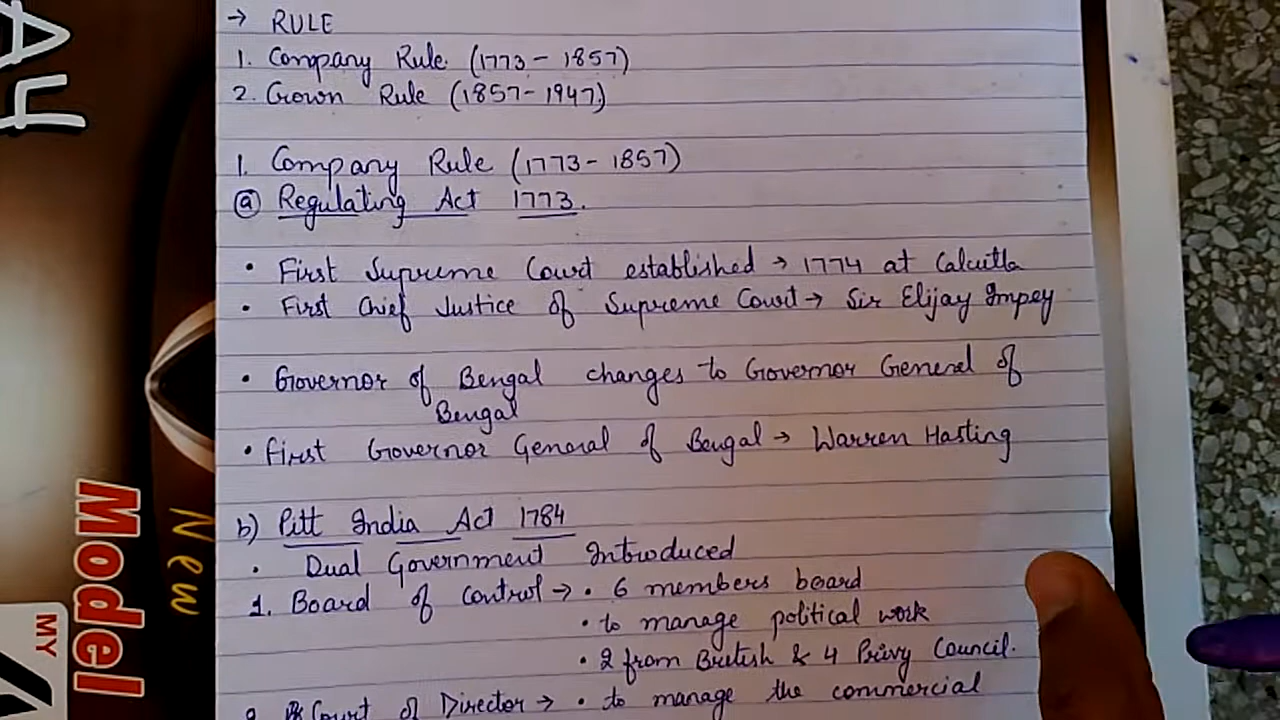 → RULE
1. Company Rule (1773 - 1857)
2. Crown Rule (1857 - 1947)
1. Company Rule (1773 - 1857)
ⓐ Regulating Act 1773.
• First Supreme Court established → 1774 at Calcutta
• First Chief Justice of Supreme Court → Sir Elijay Impey
• Governor of Bengal changes to Governor General of
Bengal
• First Governor General of Bengal → Warren Hasting
b) Pitt India Act 1784
• Dual Government Introduced
1. Board of control → • 6 members board
• to manage political work
• 2 from British & 4 Privy Council.
Court of Director → • to manage the commercial
A4
New
Model
MY